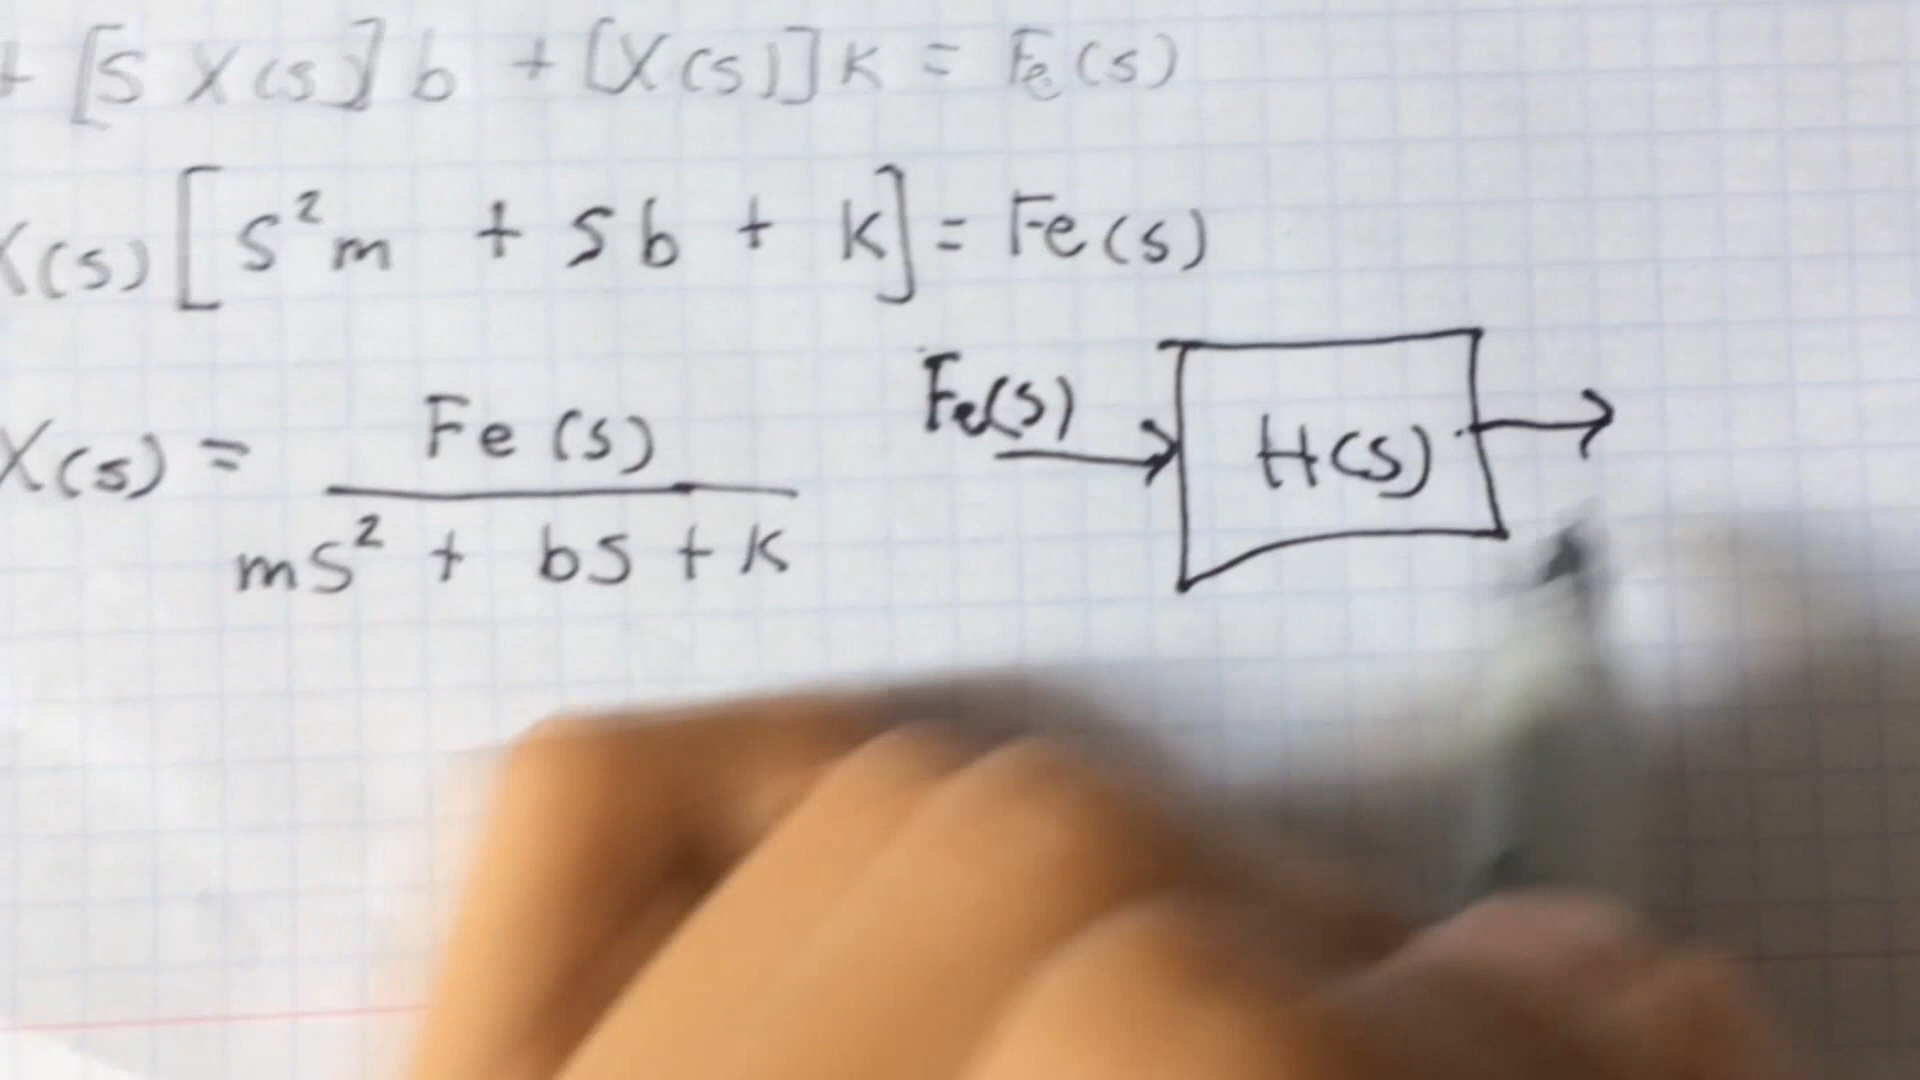 + [S X(s)] b + [X(s)] K = Fe(s)
X(s) [S²m + Sb + K] = Fe(s)
X(s) = Fe(s)
mS² + bS + K
Fe(s)
H(s)